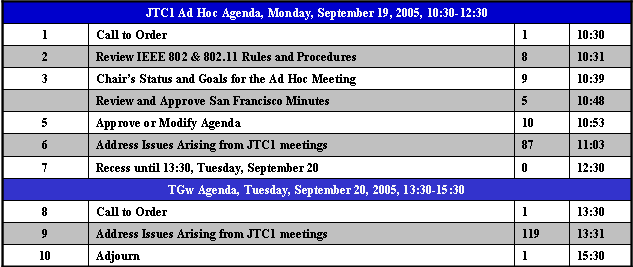 JTC1 Ad Hoc Agenda, Monday, September 19, 2005, 10:30-12:30
1 Call to Order 1 10:30
2 Review IEEE 802 & 802.11 Rules and Procedures 8 10:31
3 Chair's Status and Goals for the Ad Hoc Meeting 9 10:39
Review and Approve San Francisco Minutes 5 10:48
5 Approve or Modify Agenda 10 10:53
6 Address Issues Arising from JTC1 meetings 87 11:03
7 Recess until 13:30, Tuesday, September 20 0 12:30
TGw Agenda, Tuesday, September 20, 2005, 13:30-15:30
8 Call to Order 1 13:30
9 Address Issues Arising from JTC1 meetings 119 13:31
10 Adjourn 1 15:30